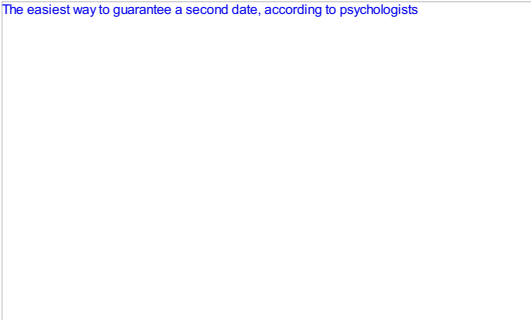 The easiest way to guarantee a second date, according to psychologists